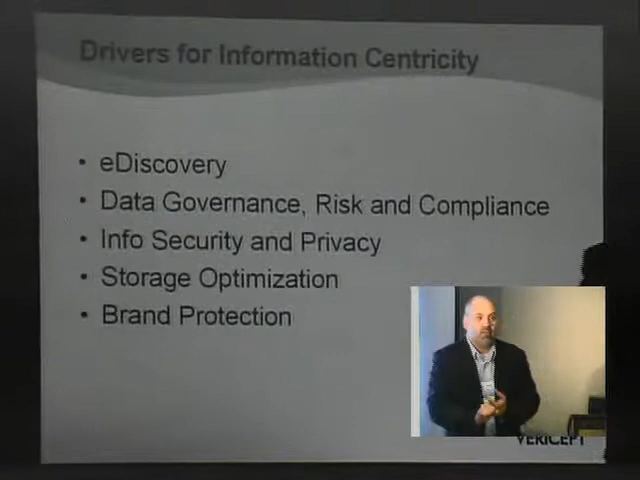 Drivers for Information Centricity
• eDiscovery
• Data Governance, Risk and Compliance
• Info Security and Privacy
• Storage Optimization
• Brand Protection
VERICEPT